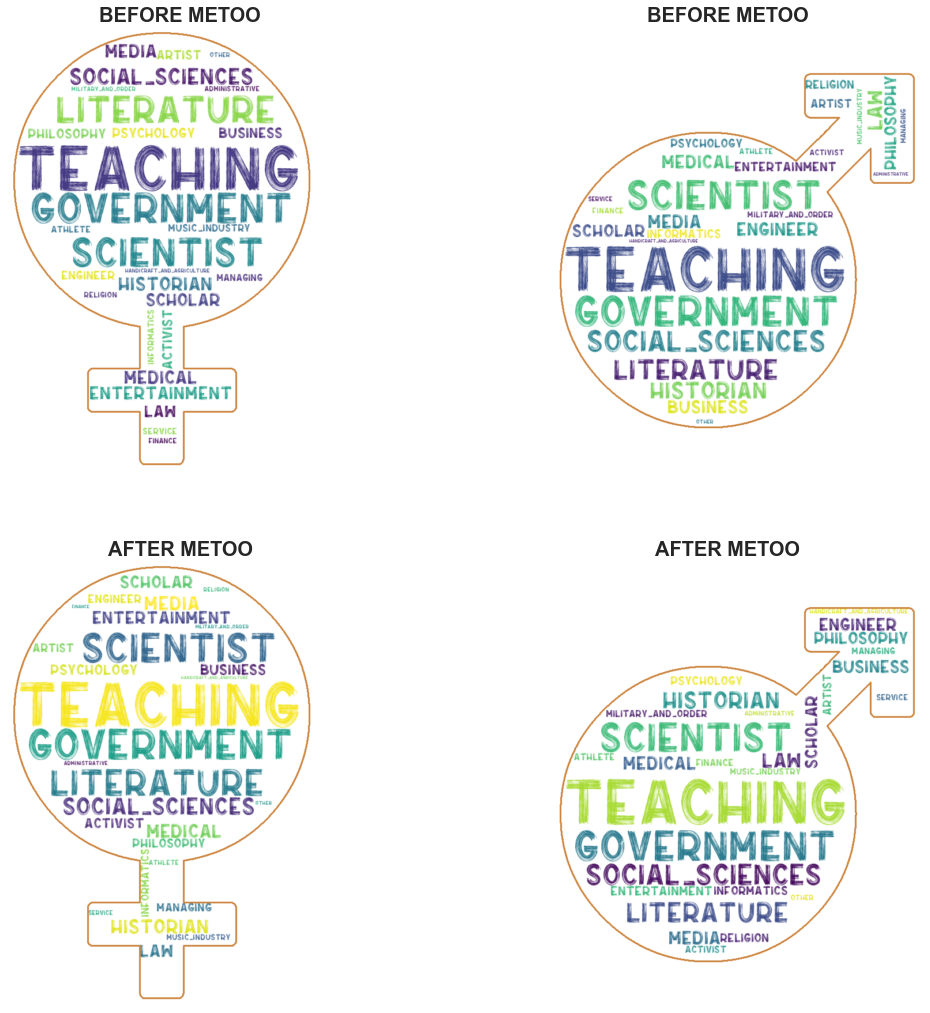 BEFORE METOO
MEDIA ARTIST OTHER
SOCIAL_SCIENCES
MILITARY_AND_ORDER ADMINISTRATIVE
LITERATURE
PHILOSOPHY PSYCHOLOGY BUSINESS
TEACHING
GOVERNMENT
ATHLETE MUSIC_INDUSTRY
SCIENTIST
HANDICRAFT_AND_AGRICULTURE
ENGINEER HISTORIAN MANAGING
RELIGION SCHOLAR
INFORMATICS ACTIVIST
MEDICAL
ENTERTAINMENT
LAW
SERVICE
FINANCE
BEFORE METOO
RELIGION
ARTIST
MUSIC_INDUSTRY LAW PHILOSOPHY MANAGING
ADMINISTRATIVE
PSYCHOLOGY
ATHLETE ACTIVIST
MEDICAL ENTERTAINMENT
SCIENTIST
SERVICE
FINANCE MEDIA MILITARY_AND_ORDER
SCHOLAR INFORMATICS ENGINEER
HANDICRAFT_AND_AGRICULTURE
TEACHING
GOVERNMENT
SOCIAL_SCIENCES
LITERATURE
HISTORIAN
BUSINESS
OTHER
AFTER METOO
SCHOLAR
RELIGION
ENGINEER MEDIA
FINANCE
ENTERTAINMENT
MILITARY_AND_ORDER
SCIENTIST
ARTIST
PSYCHOLOGY BUSINESS
HANDICRAFT_AND_AGRICULTURE
TEACHING
GOVERNMENT
ADMINISTRATIVE
LITERATURE
SOCIAL_SCIENCES OTHER
ACTIVIST MEDICAL
PHILOSOPHY
INFORMATICS ATHLETE
SERVICE MANAGING
HISTORIAN
MUSIC_INDUSTRY
LAW
AFTER METOO
HANDICRAFT_AND_AGRICULTURE
ENGINEER
PHILOSOPHY
MANAGING
BUSINESS
SERVICE
PSYCHOLOGY ARTIST
HISTORIAN
MILITARY_AND_ORDER ADMINISTRATIVE SCHOLAR
SCIENTIST
ATHLETE MEDICAL FINANCE LAW
MUSIC_INDUSTRY
TEACHING
GOVERNMENT
SOCIAL_SCIENCES
ENTERTAINMENT INFORMATICS
OTHER
LITERATURE
MEDIA RELIGION
ACTIVIST